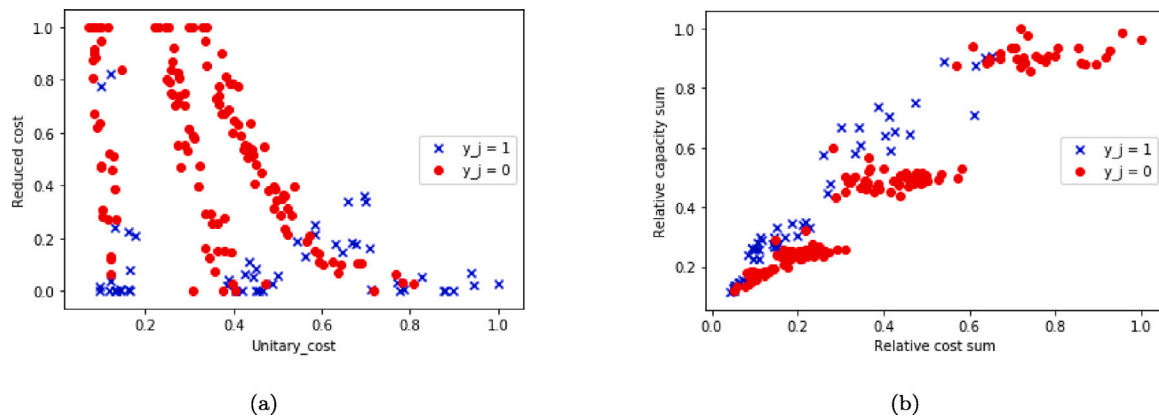 1.0
0.8
0.6
0.4
0.2
0.0
Reduced cost
y_j = 1
y_j = 0
0.2 0.4 0.6 0.8 1.0
Unitary_cost
(a)
1.0
0.8
0.6
0.4
0.2
Relative capacity sum
y_j = 1
y_j = 0
0.0 0.2 0.4 0.6 0.8 1.0
Relative cost sum
(b)